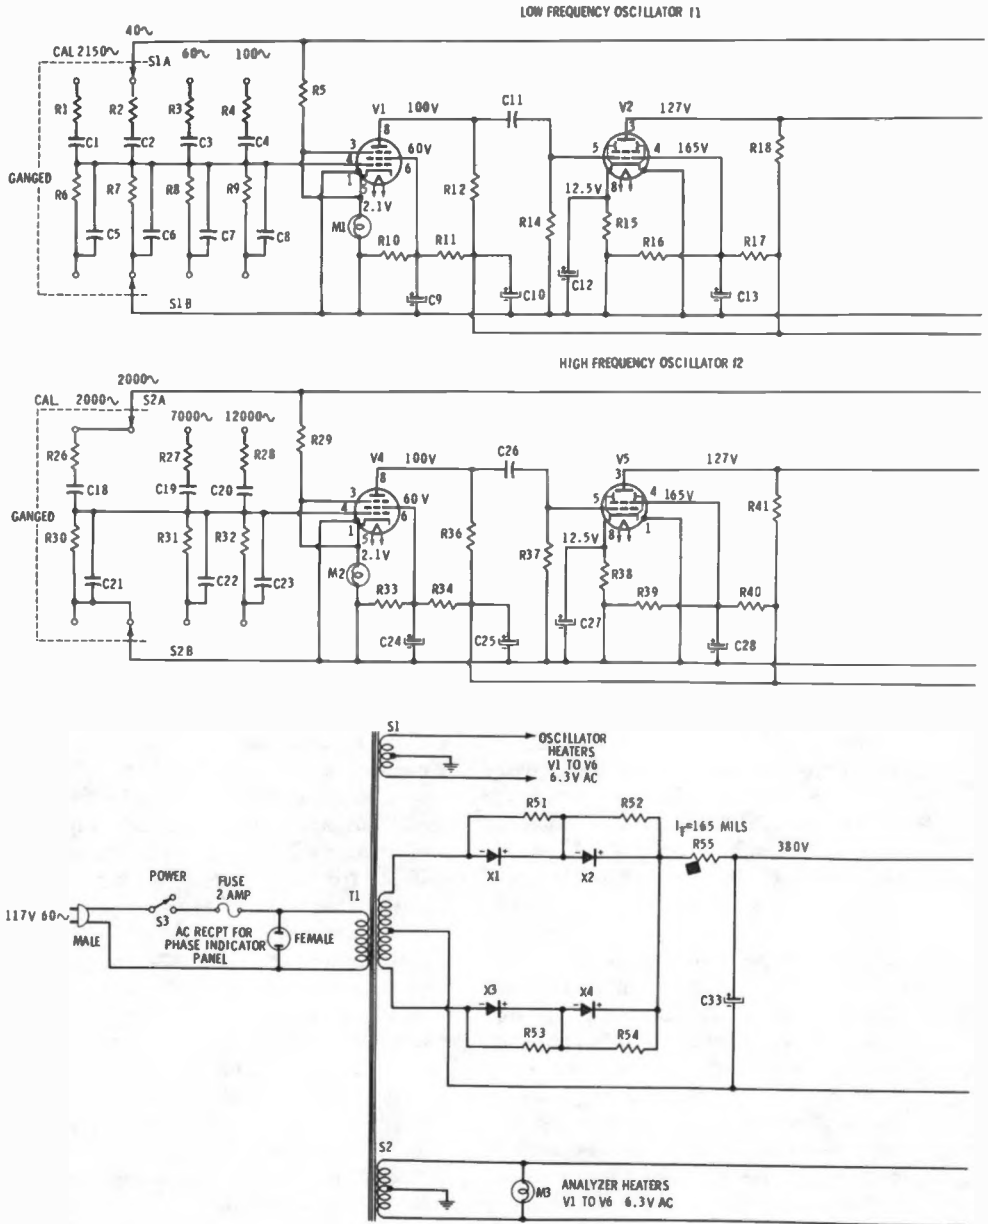 LOW FREQUENCY OSCILLATOR f1
40~
CAL 2150~ S1A 60~ 100~
R1 R2 R3 R4 R5
C1 C2 C3 C4
V1 100V C11 V2 127V
8 3
3 60V 5 4 165V R18
4 6
1 5 12.5V 8
GANGED R6 R7 R8 R9 2.1V R12
M1 R14 R15
C5 C6 C7 C8 R10 R11 R16 R17
C9 C10 C12 C13
S1B
HIGH FREQUENCY OSCILLATOR f2
2000~
CAL. 2000~ S2A 7000~ 12000~
R26 R27 R28 R29
C18 C19 C20
V4 100V C26 V5 127V
8 3
3 60V 5 4 165V R41
4 6
1 5 12.5V 8 1
GANGED R30 R31 R32 2.1V R36 R37
M2 R38
C21 C22 C23 R33 R34 R39 R40
C24 C25 C27 C28
S2B
S1
OSCILLATOR
HEATERS
V1 TO V6
6.3V AC
R51 R52 I=165 MILS
R55 380V
- + - +
X1 X2
POWER FUSE T1
2 AMP
117V 60~ S3
MALE AC RECPT FOR FEMALE
PHASE INDICATOR
PANEL
X3 X4
- + - +
C33
R53 R54
S2
M3 ANALYZER HEATERS
V1 TO V6 6.3V AC